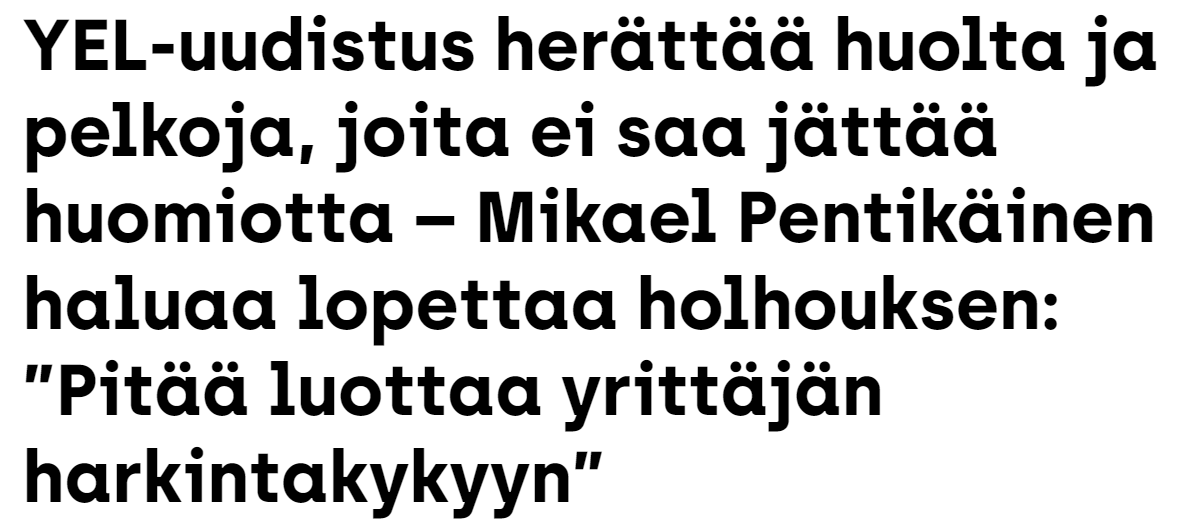 YEL-uudistus herättää huolta ja
pelkoja, joita ei saa jättää
huomiotta – Mikael Pentikäinen
haluaa lopettaa holhouksen:
”Pitää luottaa yrittäjän
harkintakykyyn”